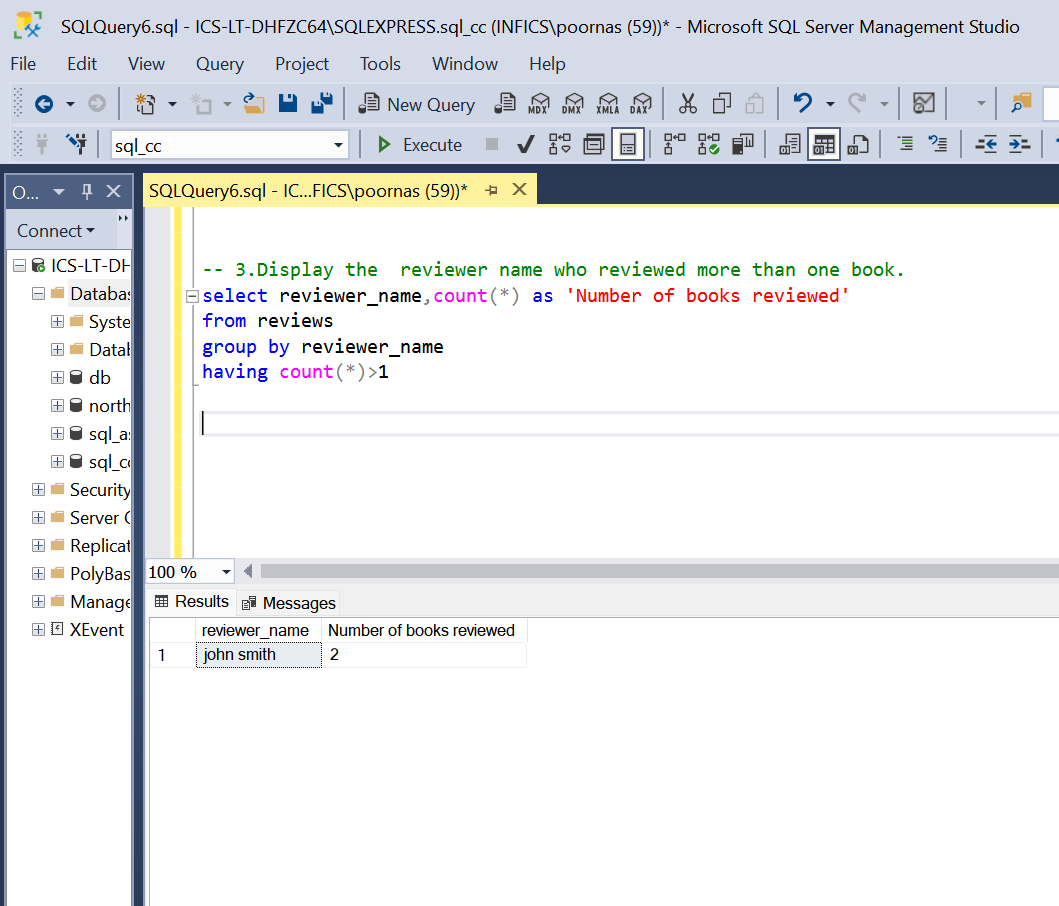 SQLQuery6.sql - ICS-LT-DHFZC64\SQLEXPRESS.sql_cc (INFICS\poornas (59))* - Microsoft SQL Server Management Studio
File Edit View Query Project Tools Window Help
New Query MDX DMX XMLA DAX
sql_cc Execute
O... SQLQuery6.sql - IC...FICS\poornas (59))*
Connect
ICS-LT-DH
Databas
Syste
Datab
db
north
sql_as
sql_cc
Security
Server O
Replicat
PolyBas
Manage
XEvent
-- 3.Display the  reviewer name who reviewed more than one book.
select reviewer_name,count(*) as 'Number of books reviewed'
from reviews
group by reviewer_name
having count(*)>1
100 %
Results Messages
reviewer_name Number of books reviewed
1 john smith 2